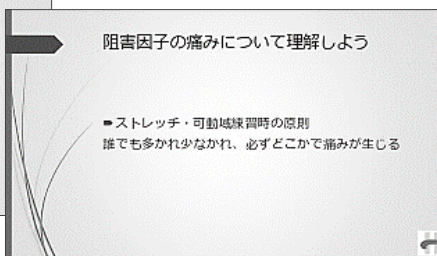 阻害因子の痛みについて理解しよう
➨ストレッチ・可動域練習時の原則
誰でも多かれ少なかれ、必ずどこかで痛みが生じる